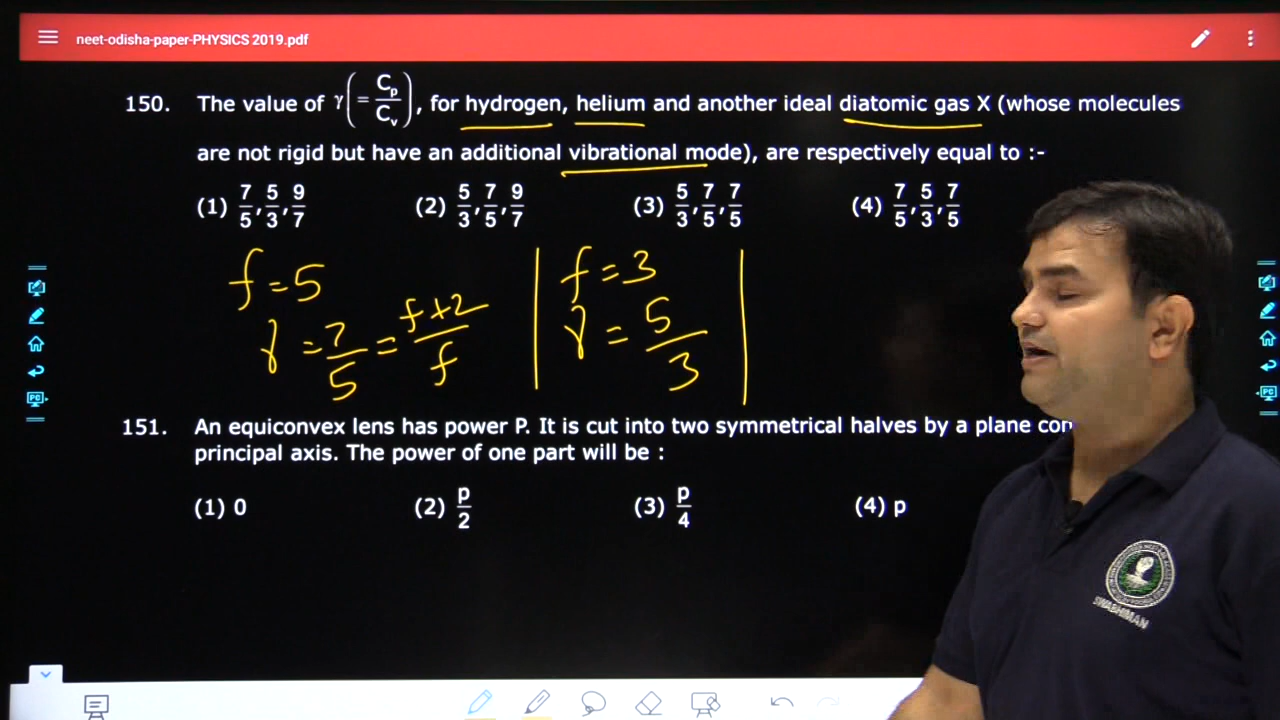 neet-odisha-paper-PHYSICS 2019.pdf
150. The value of γ(= Cp/Cv), for hydrogen, helium and another ideal diatomic gas X (whose molecules
are not rigid but have an additional vibrational mode), are respectively equal to :-
(1) 7/5, 5/3, 9/7 (2) 5/3, 7/5, 9/7 (3) 5/3, 7/5, 7/5 (4) 7/5, 5/3, 7/5
f = 5
γ = 7/5 = f+2/f
f = 3
γ = 5/3
151. An equiconvex lens has power P. It is cut into two symmetrical halves by a plane con
principal axis. The power of one part will be :
(1) 0 (2) p/2 (3) p/4 (4) p
PC
PC
SWABHIMAN